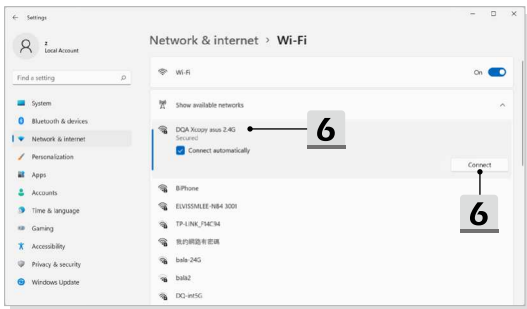 Settings
z
Local Account
Find a setting
System
Bluetooth & devices
Network & internet
Personalization
Apps
Accounts
Time & language
Gaming
Accessibility
Privacy & security
Windows Update
Network & internet > Wi-Fi
Wi-Fi
On
Show available networks
DQA Xcopy asus 2.4G
6
Secured
Connect automatically
Connect
6
BiPhone
ELVISSMLEE-NB4 3001
TP-LINK_F14C94
我的網路有密碼
bala-24G
bala2
DQ-int5G